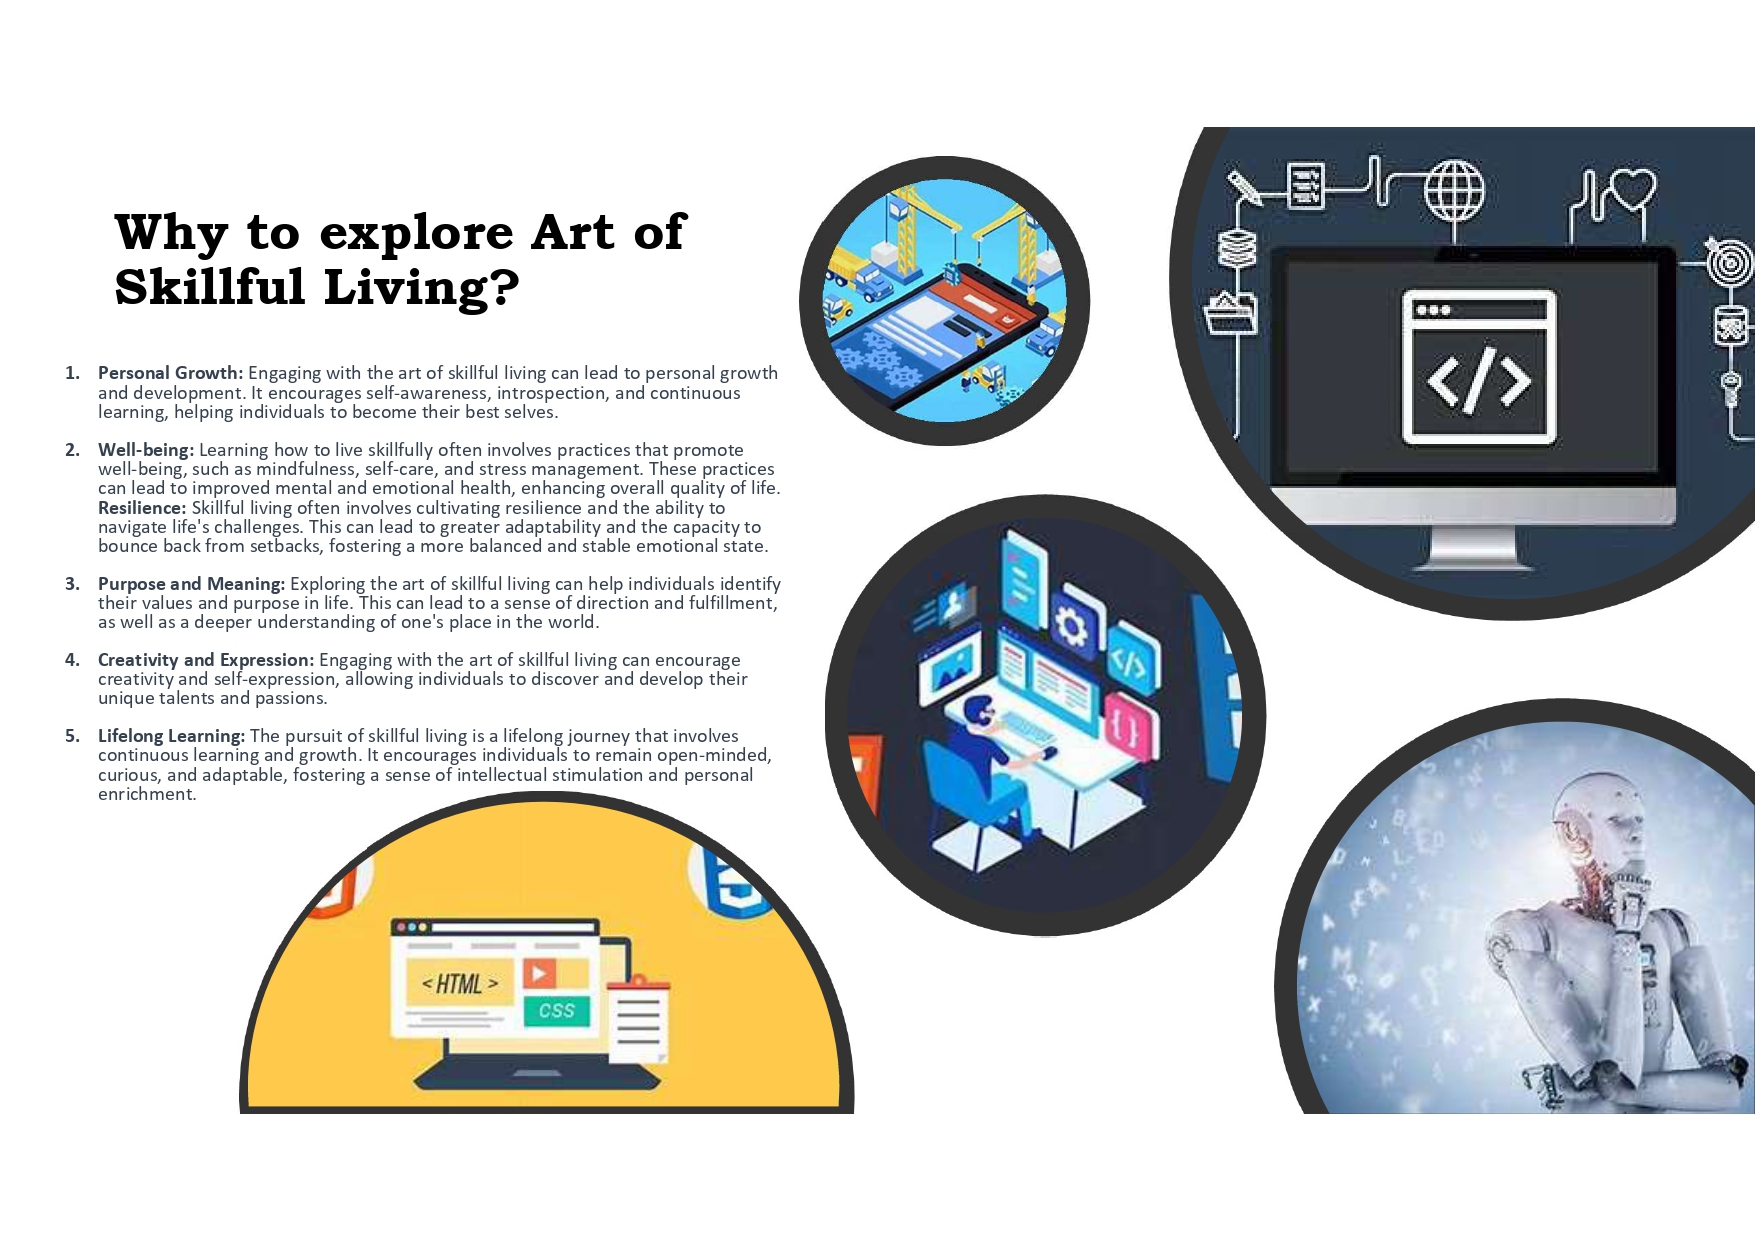 Why to explore Art of
Skillful Living?
1. Personal Growth: Engaging with the art of skillful living can lead to personal growth
and development. It encourages self-awareness, introspection, and continuous
learning, helping individuals to become their best selves.
2. Well-being: Learning how to live skillfully often involves practices that promote
well-being, such as mindfulness, self-care, and stress management. These practices
can lead to improved mental and emotional health, enhancing overall quality of life.
Resilience: Skillful living often involves cultivating resilience and the ability to
navigate life's challenges. This can lead to greater adaptability and the capacity to
bounce back from setbacks, fostering a more balanced and stable emotional state.
3. Purpose and Meaning: Exploring the art of skillful living can help individuals identify
their values and purpose in life. This can lead to a sense of direction and fulfillment,
as well as a deeper understanding of one's place in the world.
4. Creativity and Expression: Engaging with the art of skillful living can encourage
creativity and self-expression, allowing individuals to discover and develop their
unique talents and passions.
5. Lifelong Learning: The pursuit of skillful living is a lifelong journey that involves
continuous learning and growth. It encourages individuals to remain open-minded,
curious, and adaptable, fostering a sense of intellectual stimulation and personal
enrichment.
</>
</>
{ }
< HTML >
CSS